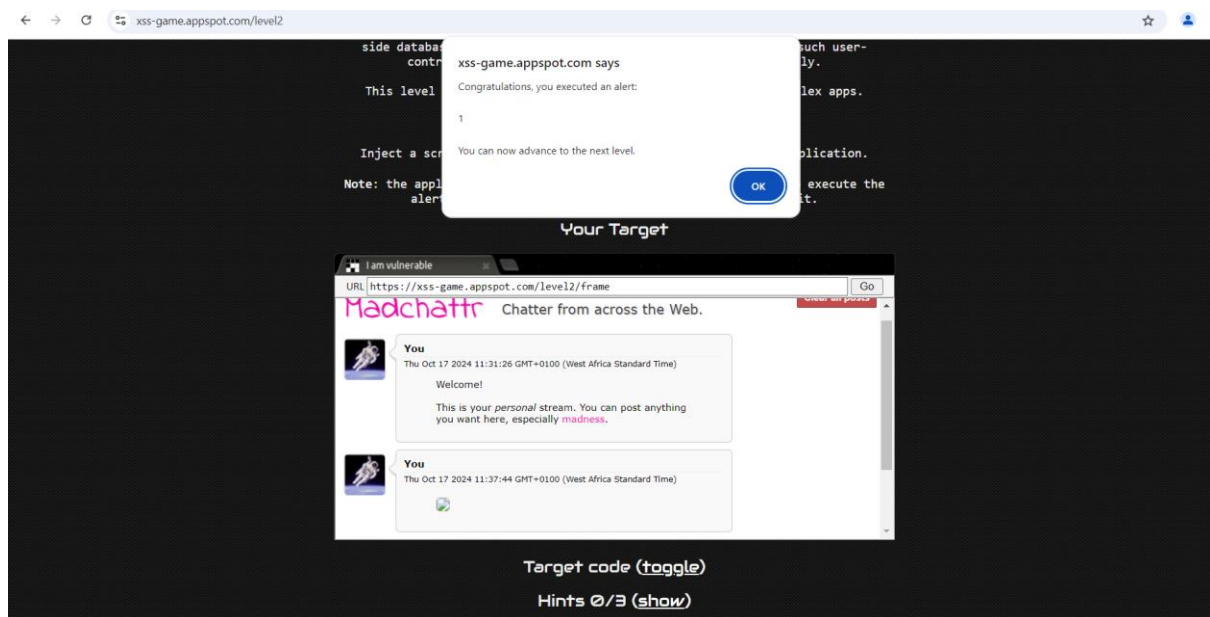 xss-game.appspot.com/level2
side
such user-
xss-game.appspot.com says
ly.
This level
Congratulations, you executed an alert:
lex apps.
1
Inject a
You can now advance to the next level.
plication.
Note: the appl
OK
execute the
it.
Your Target
I am vulnerable
URL https://xss-game.appspot.com/level2/frame Go
Madchattr Chatter from across the Web.
You
Thu Oct 17 2024 11:31:26 GMT+0100 (West Africa Standard Time)
Welcome!
This is your personal stream. You can post anything
you want here, especially madness.
You
Thu Oct 17 2024 11:37:44 GMT+0100 (West Africa Standard Time)
Target code (toggle)
Hints 0/3 (show)